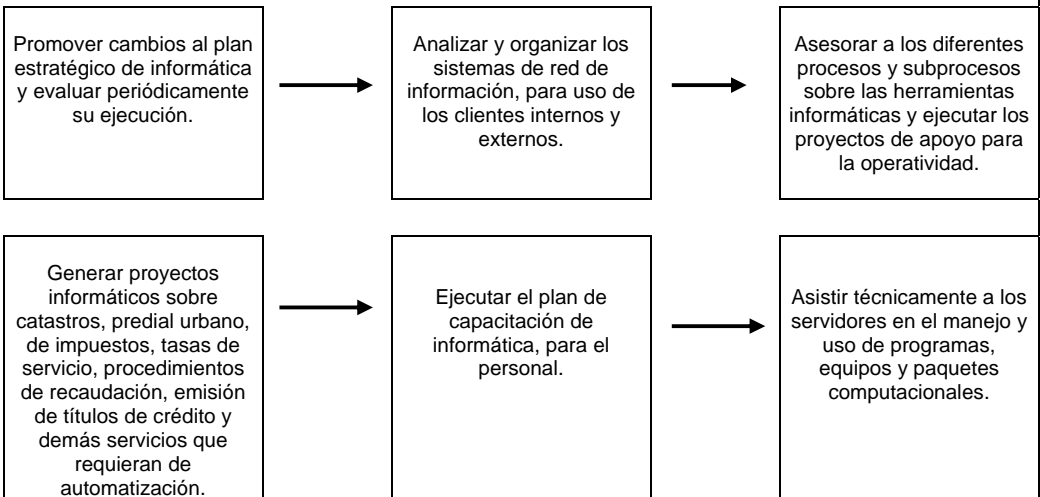 Promover cambios al plan
estratégico de informática
y evaluar periódicamente
su ejecución.
Analizar y organizar los
sistemas de red de
información, para uso de
los clientes internos y
externos.
Asesorar a los diferentes
procesos y subprocesos
sobre las herramientas
informáticas y ejecutar los
proyectos de apoyo para
la operatividad.
Generar proyectos
informáticos sobre
catastros, predial urbano,
de impuestos, tasas de
servicio, procedimientos
de recaudación, emisión
de títulos de crédito y
demás servicios que
requieran de
automatización.
Ejecutar el plan de
capacitación de
informática, para el
personal.
Asistir técnicamente a los
servidores en el manejo y
uso de programas,
equipos y paquetes
computacionales.